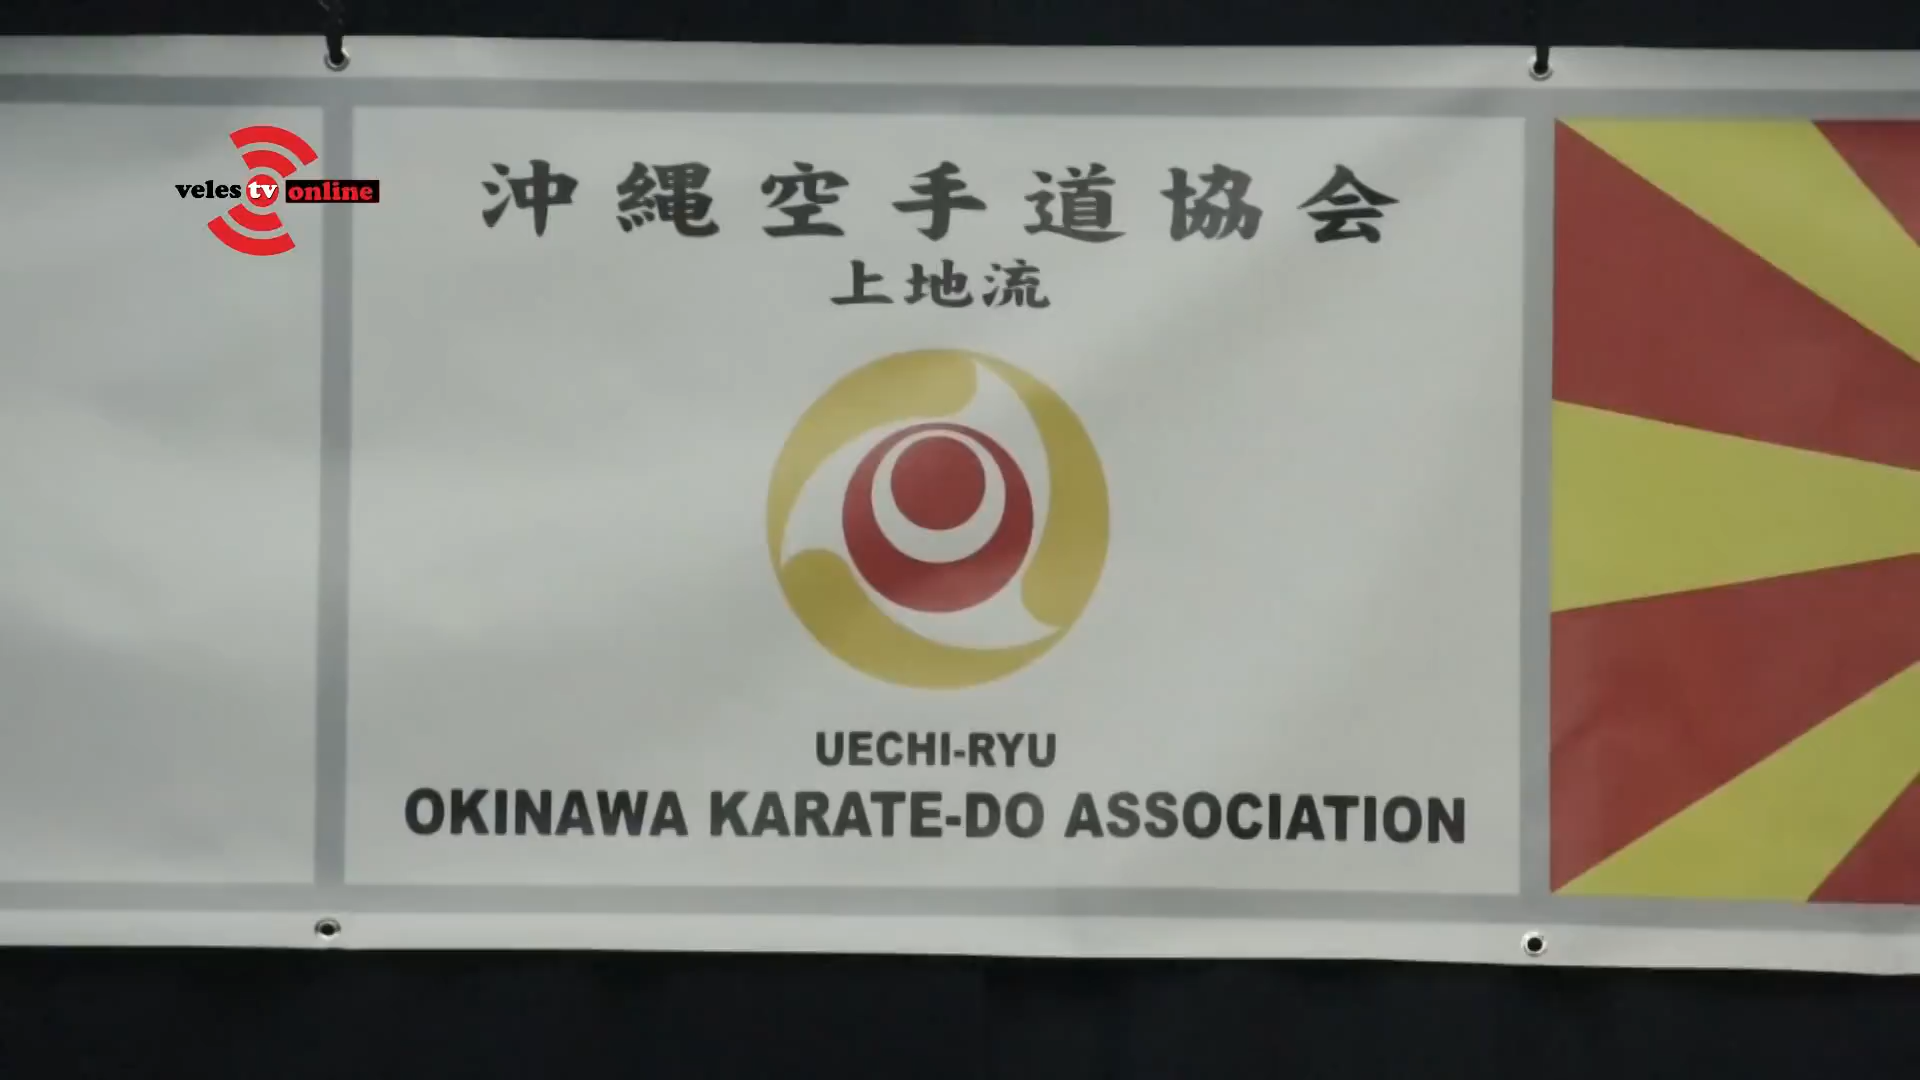 veles tv online
沖縄空手道協会
上地流
UECHI-RYU
OKINAWA KARATE-DO ASSOCIATION